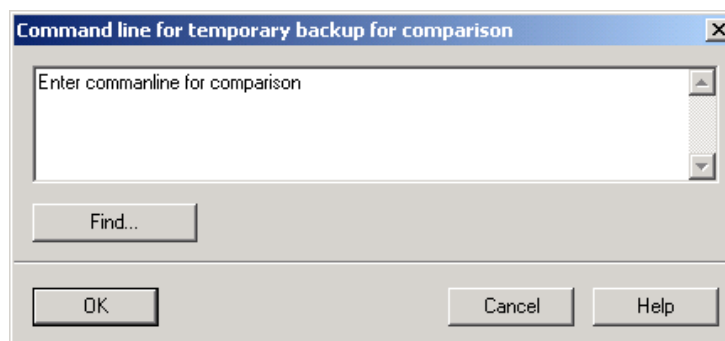 Command line for temporary backup for comparison
Enter commanline for comparison
Find...
OK
Cancel
Help